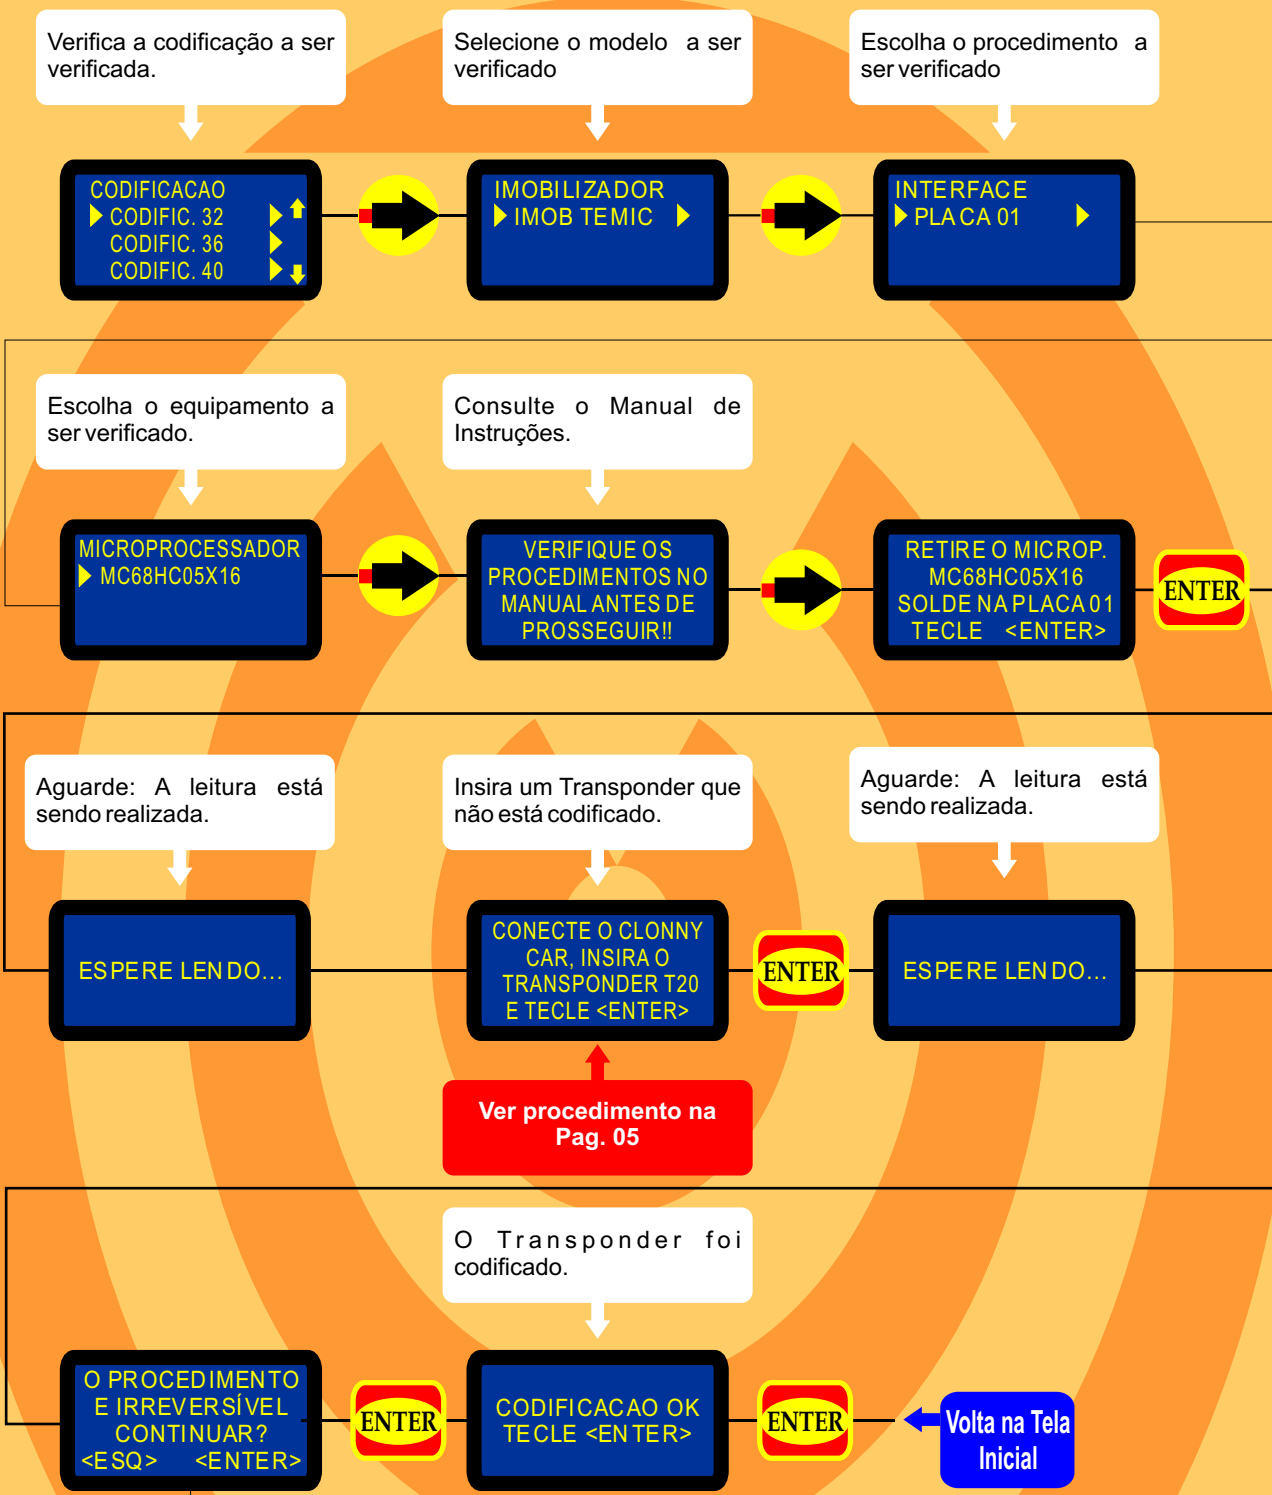 Verifica a codificação a ser
verificada.
Selecione o modelo a ser
verificado
Escolha o procedimento a
ser verificado
CODIFICACAO
CODIFIC. 32
CODIFIC. 36
CODIFIC. 40
IMOBILIZADOR
IMOB TEMIC
INTERFACE
PLACA 01
Escolha o equipamento a
ser verificado.
Consulte o Manual de
Instruções.
MICROPROCESSADOR
MC68HC05X16
VERIFIQUE OS
PROCEDIMENTOS NO
MANUAL ANTES DE
PROSSEGUIR!!
RETIRE O MICROP.
MC68HC05X16
SOLDE NA PLACA 01
TECLE <ENTER>
ENTER
Aguarde: A leitura está
sendo realizada.
Insira um Transponder que
não está codificado.
Aguarde: A leitura está
sendo realizada.
ESPERE LENDO...
CONECTE O CLONNY
CAR, INSIRA O
TRANSPONDER T20
E TECLE <ENTER>
ENTER
ESPERE LENDO...
Ver procedimento na
Pag. 05
O Transponder foi
codificado.
O PROCEDIMENTO
E IRREVERSÍVEL
CONTINUAR?
<ESQ> <ENTER>
ENTER
CODIFICACAO OK
TECLE <ENTER>
ENTER
Volta na Tela
Inicial